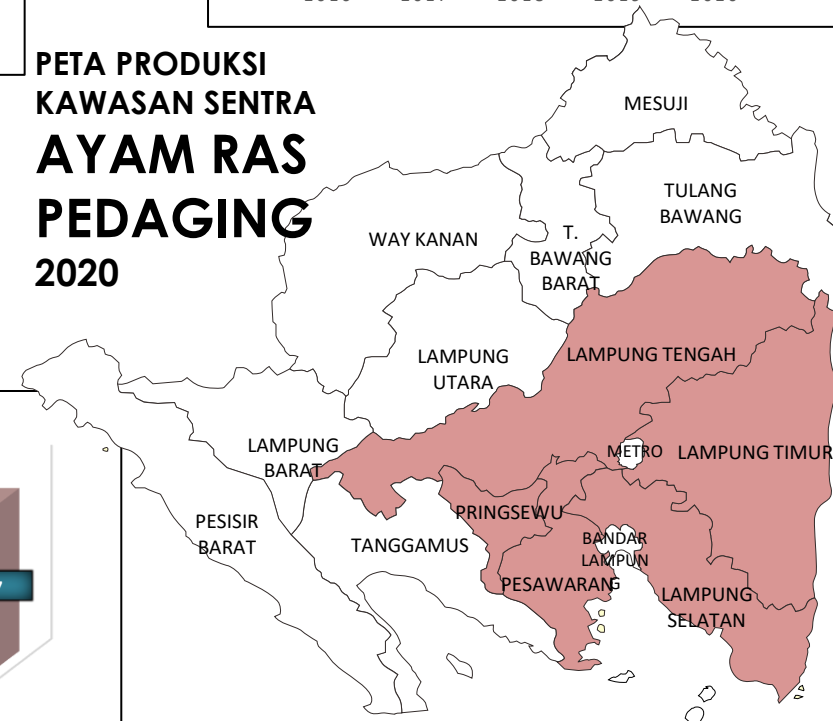 PETA PRODUKSI
KAWASAN SENTRA
AYAM RAS
PEDAGING
2020
MESUJI
TULANG
BAWANG
WAY KANAN
T.
BAWANG
BARAT
LAMPUNG
UTARA
LAMPUNG TENGAH
LAMPUNG
BARAT
METRO
LAMPUNG TIMUR
PESISIR
BARAT
TANGGAMUS
PRINGSEWU
BANDAR
LAMPUN
G
PESAWARAN
LAMPUNG
SELATAN